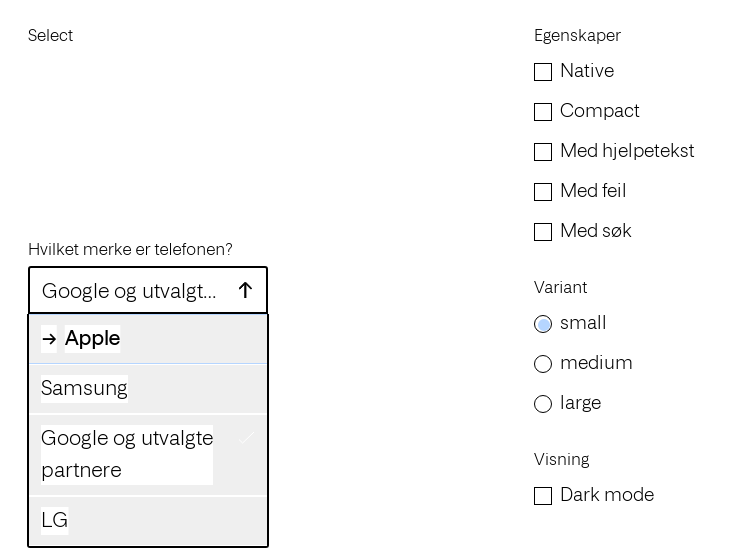 Select
Hvilket merke er telefonen?
Google og utvalgt...
Apple
Samsung
Google og utvalgte
partnere
LG
Egenskaper
Native
Compact
Med hjelpetekst
Med feil
Med søk
Variant
small
medium
large
Visning
Dark mode